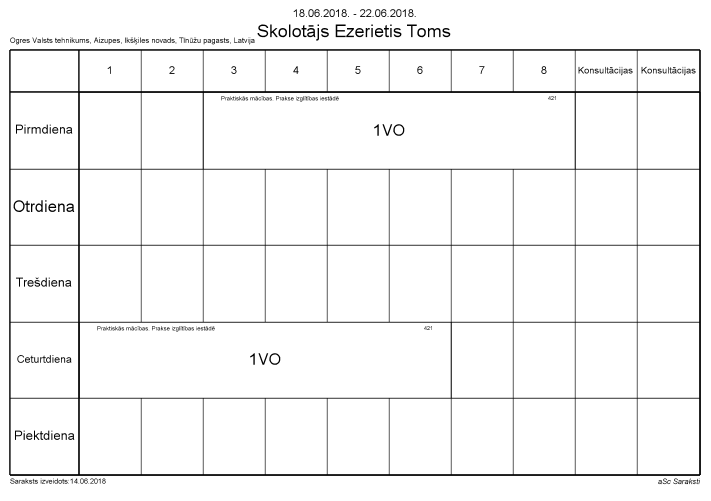 18.06.2018. - 22.06.2018.
Skolotājs Ezerietis Toms
Ogres Valsts tehnikums, Aizupes, Ikšķiles novads, Tīnūžu pagasts, Latvija
1 2 3 4 5 6 7 8 Konsultācijas Konsultācijas
Praktiskās mācības. Prakse izglītības iestādē 421
Pirmdiena 1VO
Otrdiena
Trešdiena
Praktiskās mācības. Prakse izglītības iestādē 421
Ceturtdiena 1VO
Piektdiena
Saraksts izveidots:14.06.2018 aSc Saraksti